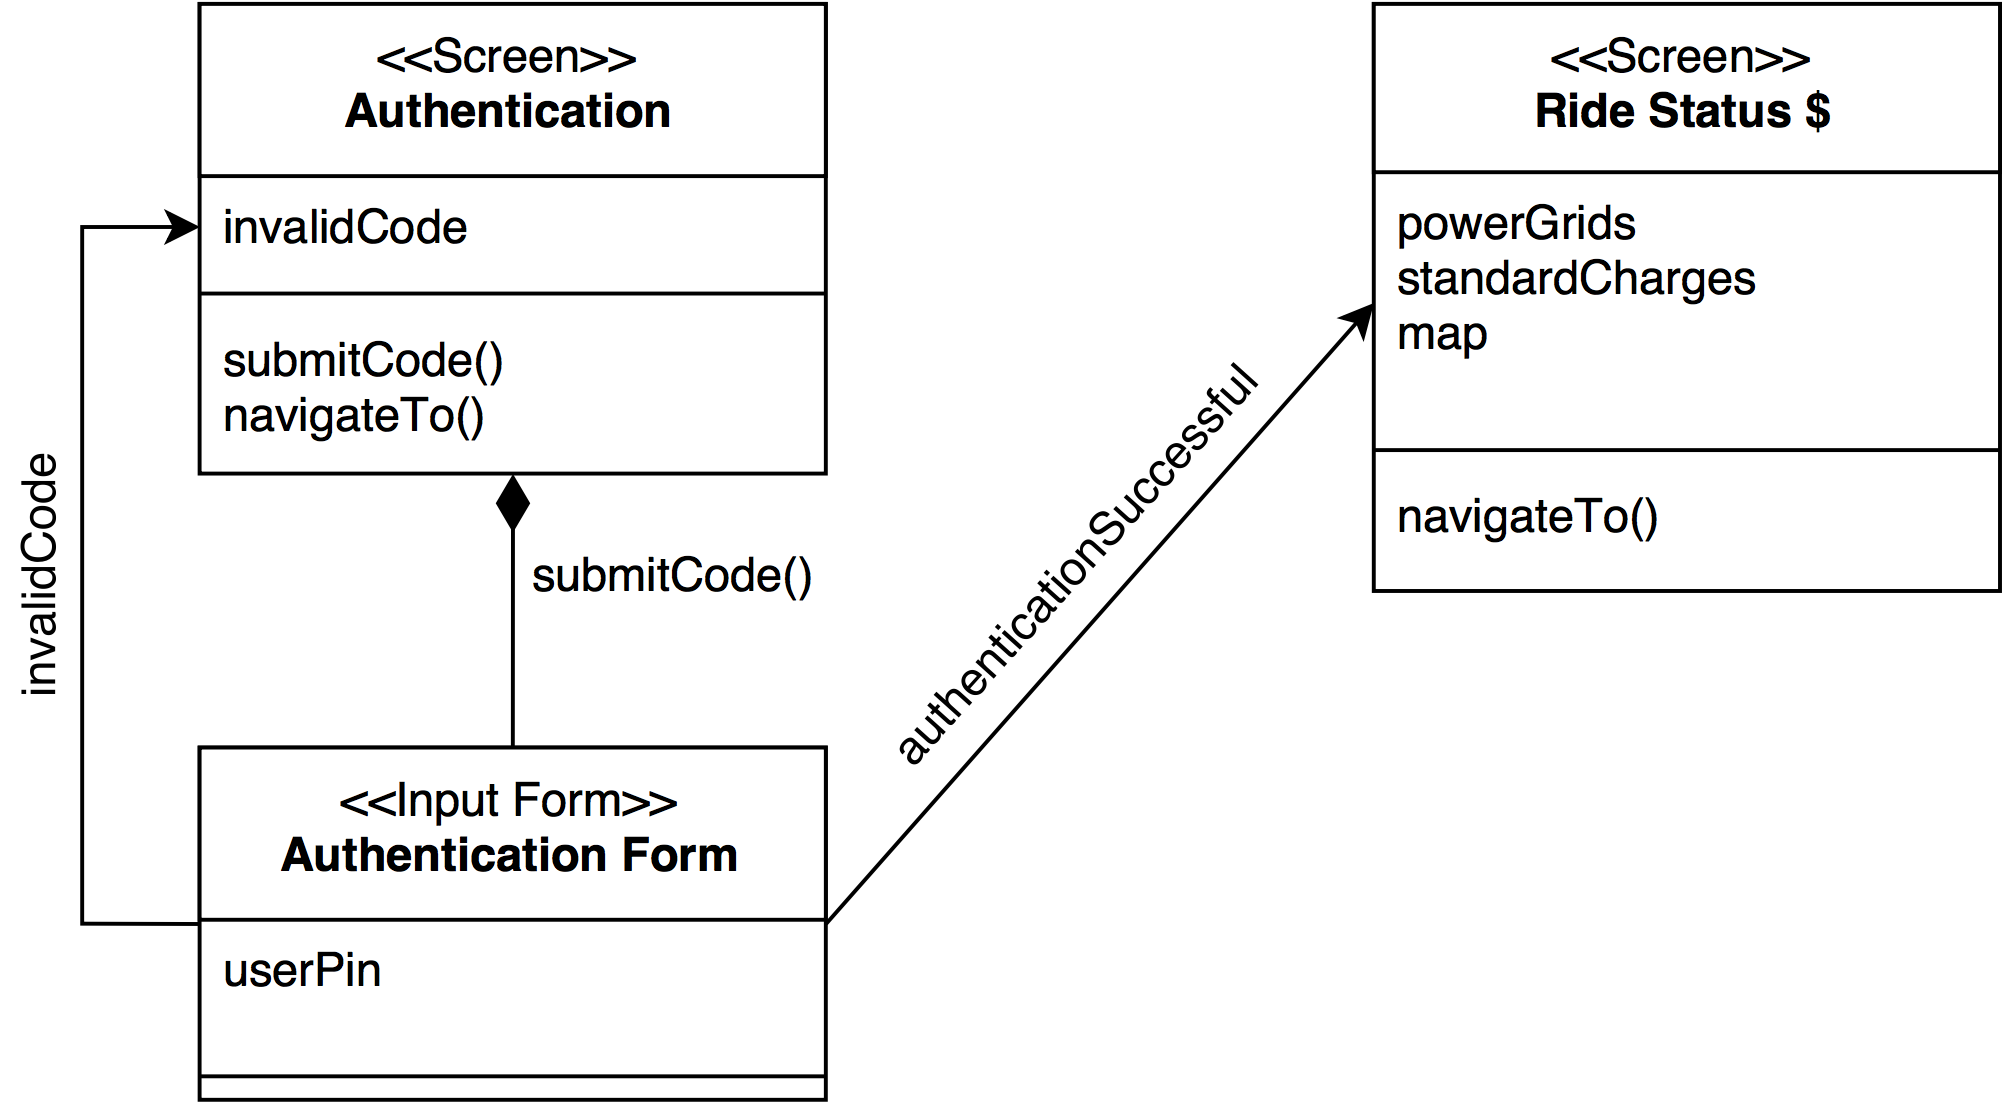 <<Screen>>
Authentication
invalidCode
submitCode()
navigateTo()
<<Screen>>
Ride Status $
powerGrids
standardCharges
map
navigateTo()
invalidCode
submitCode()
authenticationSuccessful
<<Input Form>>
Authentication Form
userPin